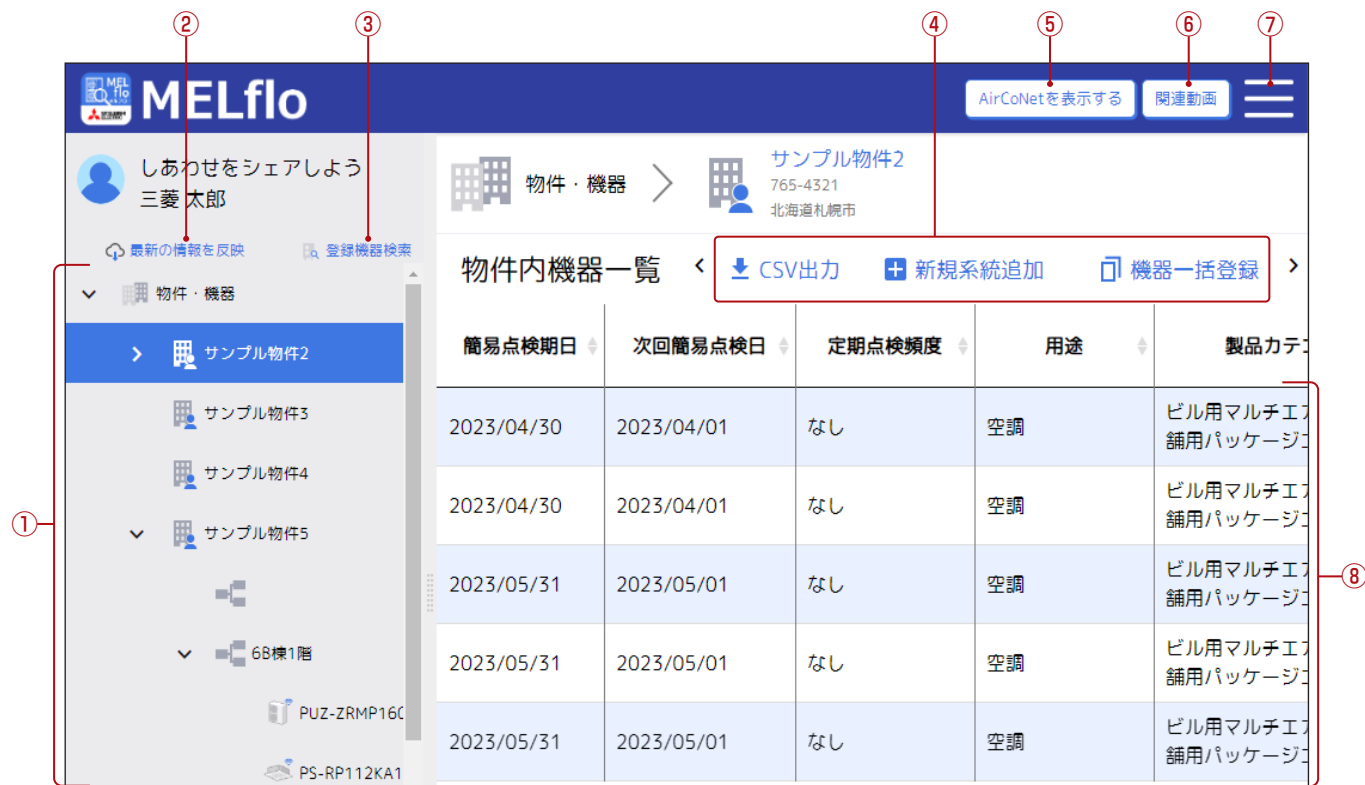 ② ③ ④ ⑤ ⑥ ⑦
MELflo
AirCoNetを表示する
関連動画
しあわせをシェアしよう
三菱 太郎
最新の情報を反映
登録機器検索
①
物件・機器
サンプル物件2
サンプル物件3
サンプル物件4
サンプル物件5
6B棟1階
PUZ-ZRMP160
PS-RP112KA1
物件・機器
サンプル物件2
765-4321
北海道札幌市
物件内機器一覧
CSV出力
新規系統追加
機器一括登録
簡易点検期日 次回簡易点検日 定期点検頻度 用途 製品カテ
2023/04/30 2023/04/01 なし 空調 ビル用マルチエア
舗用パッケージエ
2023/04/30 2023/04/01 なし 空調 ビル用マルチエア
舗用パッケージエ
2023/05/31 2023/05/01 なし 空調 ビル用マルチエア
舗用パッケージエ
2023/05/31 2023/05/01 なし 空調 ビル用マルチエア
舗用パッケージエ
2023/05/31 2023/05/01 なし 空調 ビル用マルチエア
舗用パッケージエ
⑧